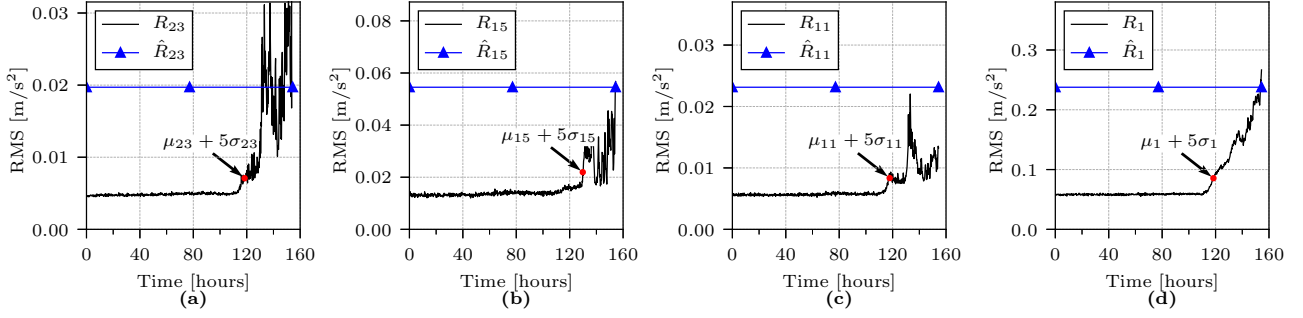 RMS [m/s²]
0.03
0.02
0.01
0.00
R₂₃
R̂₂₃
μ₂₃ + 5σ₂₃
0 40 80 120 160
Time [hours]
(a)
RMS [m/s²]
0.08
0.06
0.04
0.02
0.00
R₁₅
R̂₁₅
μ₁₅ + 5σ₁₅
0 40 80 120 160
Time [hours]
(b)
RMS [m/s²]
0.03
0.02
0.01
0.00
R₁₁
R̂₁₁
μ₁₁ + 5σ₁₁
0 40 80 120 160
Time [hours]
(c)
RMS [m/s²]
0.3
0.2
0.1
0.0
R₁
R̂₁
μ₁ + 5σ₁
0 40 80 120 160
Time [hours]
(d)